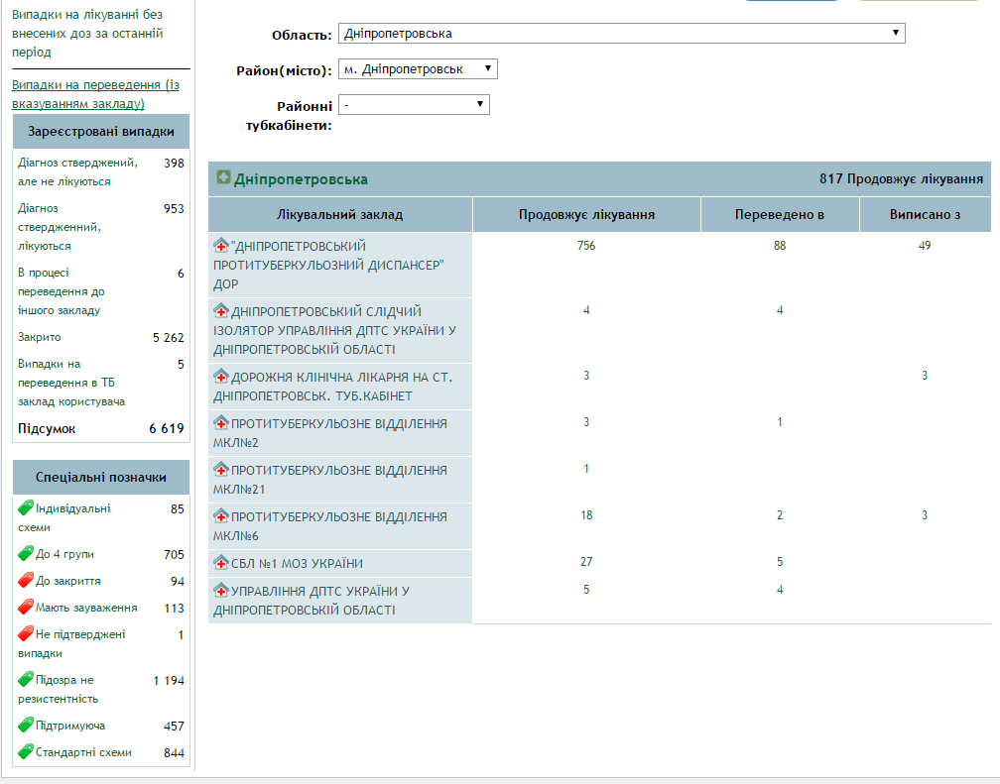 Випадки на лікуванні без
внесених доз за останній
період
Випадки на переведення (із
вказуванням закладу)
Зареєстровані випадки
Діагноз стверджений, 398
але не лікуються
Діагноз 953
ствердженний,
лікуються
В процесі 6
переведення до
іншого закладу
Закрито 5 262
Випадки на 5
переведення в ТБ
заклад користувача
Підсумок 6 619
Спеціальні позначки
Індивідуальні 85
схеми
До 4 групи 705
До закриття 94
Мають зауваження 113
Не підтверджені 1
випадки
Підозра не 1 194
резистентність
Підтримуюча 457
Стандартні схеми 844
Область: Дніпропетровська
Район(місто): м. Дніпропетровськ
Районні -
тубкабінети:
Дніпропетровська 817 Продовжує лікування
Лікувальний заклад Продовжує лікування Переведено в Виписано з
"ДНІПРОПЕТРОВСЬКИЙ 756 88 49
ПРОТИТУБЕРКУЛЬОЗНИЙ ДИСПАНСЕР"
ДОР
ДНІПРОПЕТРОВСЬКИЙ СЛІДЧИЙ 4 4
ІЗОЛЯТОР УПРАВЛІННЯ ДПТС УКРАЇНИ У
ДНІПРОПЕТРОВСЬКІЙ ОБЛАСТІ
ДОРОЖНЯ КЛІНІЧНА ЛІКАРНЯ НА СТ. 3 3
ДНІПРОПЕТРОВСЬК. ТУБ.КАБІНЕТ
ПРОТИТУБЕРКУЛЬОЗНЕ ВІДДІЛЕННЯ 3 1
МКЛ№2
ПРОТИТУБЕРКУЛЬОЗНЕ ВІДДІЛЕННЯ 1
МКЛ№21
ПРОТИТУБЕРКУЛЬОЗНЕ ВІДДІЛЕННЯ 18 2 3
МКЛ№6
СБЛ №1 МОЗ УКРАЇНИ 27 5
УПРАВЛІННЯ ДПТС УКРАЇНИ У 5 4
ДНІПРОПЕТРОВСЬКІЙ ОБЛАСТІ